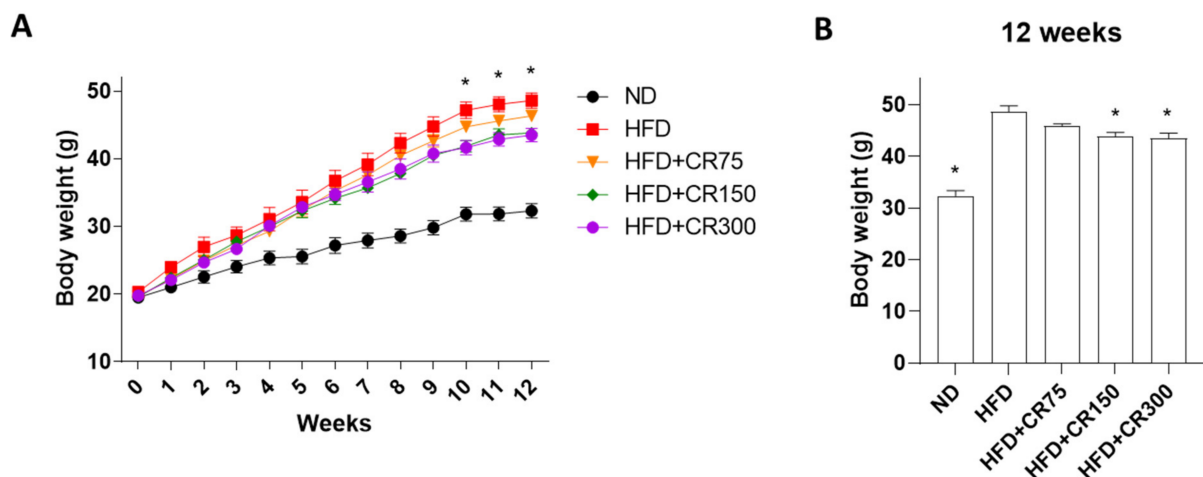 A
Body weight (g)
50
40
30
20
10
* * *
0 1 2 3 4 5 6 7 8 9 10 11 12
Weeks
ND
HFD
HFD+CR75
HFD+CR150
HFD+CR300
B
12 weeks
Body weight (g)
50
40
30
20
10
0
* * *
ND HFD HFD+CR75 HFD+CR150 HFD+CR300